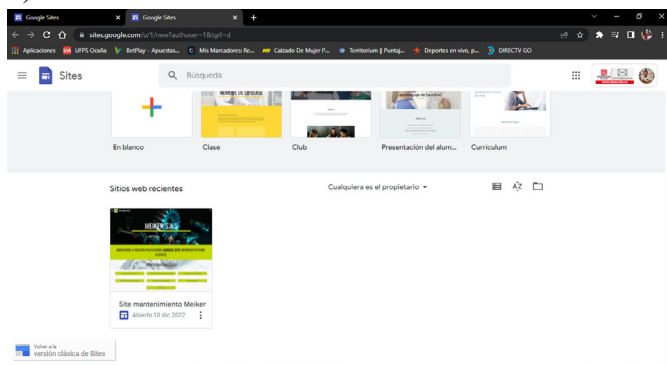 Google Sites
Google Sites
sites.google.com/u/1/new?authuser=1&tgif=d
Aplicaciones
UFPS Ocaña
BetPlay - Apuestas...
Mis Marcadores: Re...
Calzado De Mujer P...
Territorium || Puntaj...
Deportes en vivo, p...
DIRECTV GO
Sites
Búsqueda
En blanco
Clase
Club
Presentación del alum...
Curriculum
Sitios web recientes
Cualquiera es el propietario
AZ
MEIKER S.A.S
Site mantenimiento Meiker
Abierto 10 dic 2022
Volver a la
versión clásica de Sites